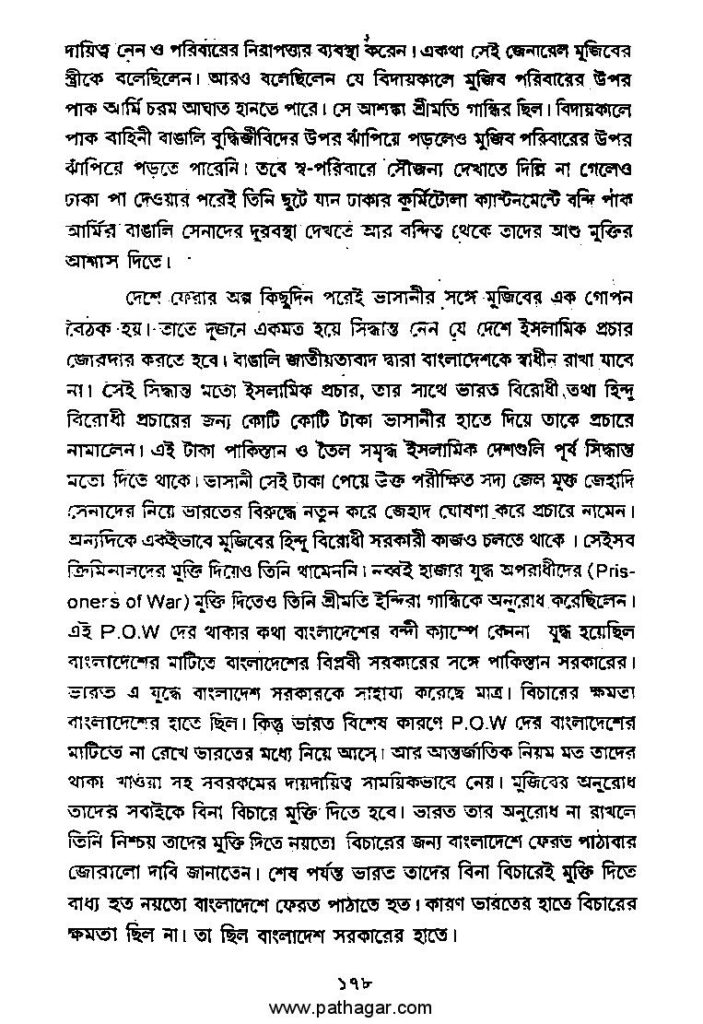 দায়িত্ব নেন ও পরিবারের নিরাপত্তার ব্যবস্থা করেন। একথা সেই জেনারেল মুজিবের
স্ত্রীকে বলেছিলেন। আরও বলেছিলেন যে বিদায়কালে মুজিব পরিবারের উপর
পাক আর্মি চরম আঘাত হানতে পারে। সে আশঙ্কা শ্রীমতি গান্ধির ছিল। বিদায়কালে
পাক বাহিনী বাঙালি বুদ্ধিজীবিদের উপর ঝাঁপিয়ে পড়লেও মুজিব পরিবারের উপর
ঝাঁপিয়ে পড়তে পারেনি। তবে স্ব-পরিবারে সৌজন্য দেখাতে দিল্লি না গেলেও
ঢাকা পা দেওয়ার পরেই তিনি ছুটে যান ঢাকার কুর্মিটোলা ক্যান্টনমেন্টে বন্দি পাক
আর্মির বাঙালি সেনাদের দূরবস্থা দেখতে আর বন্দিত্ব থেকে তাদের আশু মুক্তির
আশ্বাস দিতে।
দেশে ফেরার অল্প কিছুদিন পরেই ভাসানীর সঙ্গে মুজিবের এক গোপন
বৈঠক হয়। তাতে দূজনে একমত হয়ে সিদ্ধান্ত নেন যে দেশে ইসলামিক প্রচার
জোরদার করতে হবে। বাঙালি জাতীয়তাবাদ দ্বারা বাংলাদেশকে স্বাধীন রাখা যাবে
না। সেই সিদ্ধান্ত মতো ইসলামিক প্রচার, তার সাথে ভারত বিরোধী তথা হিন্দু
বিরোধী প্রচারের জন্য কোটি কোটি টাকা ভাসানীর হাতে দিয়ে তাকে প্রচারে
নামালেন। এই টাকা পাকিস্তান ও তৈল সমৃদ্ধ ইসলামিক দেশগুলি পূর্ব সিদ্ধান্ত
মতো দিতে থাকে। ভাসানী সেই টাকা পেয়ে উক্ত পরীক্ষিত সদ্য জেল মুক্ত জেহাদি
সেনাদের নিয়ে ভারতের বিরুদ্ধে নতুন করে জেহাদ ঘোষণা করে প্রচারে নামেন।
অন্যদিকে একইভাবে মুজিবের হিন্দু বিরোধী সরকারী কাজও চলতে থাকে । সেইসব
ক্রিমিনালদের মুক্তি দিয়েও তিনি থামেননি। নব্বই হাজার যুদ্ধ অপরাধীদের (Pris-
oners of War) মুক্তি দিতেও তিনি শ্রীমতি ইন্দিরা গান্ধিকে অনুরোধ করেছিলেন।
এই P.O.W দের থাকার কথা বাংলাদেশের বন্দী ক্যাম্পে কেননা যুদ্ধ হয়েছিল
বাংলাদেশের মাটিতে বাংলাদেশের বিপ্লবী সরকারের সঙ্গে পাকিস্তান সরকারের।
ভারত এ যুদ্ধে বাংলাদেশ সরকারকে সাহায্য করেছে মাত্র। বিচারের ক্ষমতা
বাংলাদেশের হাতে ছিল। কিন্তু ভারত বিশেষ কারণে P.O.W দের বাংলাদেশের
মাটিতে না রেখে ভারতের মধ্যে নিয়ে আসে। আর আন্তর্জাতিক নিয়ম মত তাদের
থাকা খাওয়া সহ সবরকমের দায়দায়িত্ব সাময়িকভাবে নেয়। মুজিবের অনুরোধ
তাদের সবাইকে বিনা বিচারে মুক্তি দিতে হবে। ভারত তার অনুরোধ না রাখলে
তিনি নিশ্চয় তাদের মুক্তি দিতে নয়তো বিচারের জন্য বাংলাদেশে ফেরত পাঠাবার
জোরালো দাবি জানাতেন। শেষ পর্যন্ত ভারত তাদের বিনা বিচারেই মুক্তি দিতে
বাধ্য হত নয়তো বাংলাদেশে ফেরত পাঠাতে হত। কারণ ভারতের হাতে বিচারের
ক্ষমতা ছিল না। তা ছিল বাংলাদেশ সরকারের হাতে।
১৭৮
www.pathagar.com